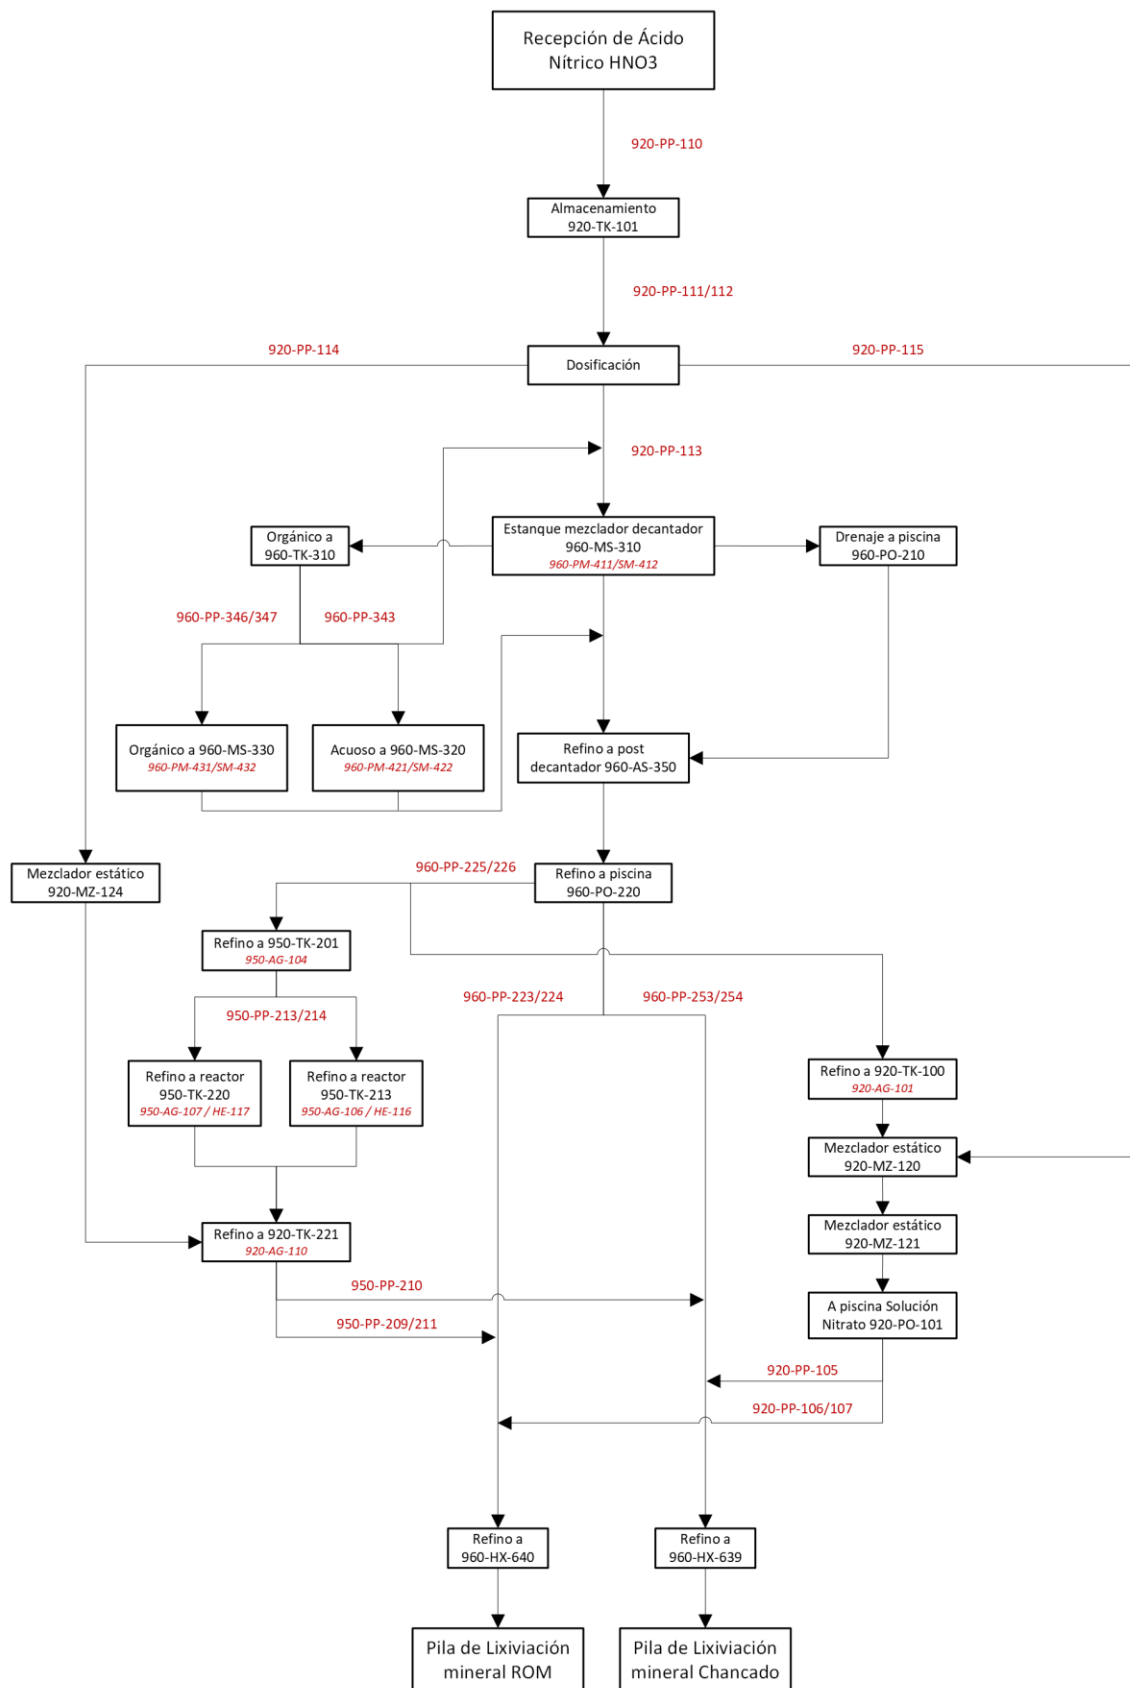 Recepción de Ácido
Nítrico HNO3
920-PP-110
Almacenamiento
920-TK-101
920-PP-111/112
920-PP-114
920-PP-115
Dosificación
920-PP-113
Orgánico a
960-TK-310
Estanque mezclador decantador
960-MS-310
960-PM-411/SM-412
Drenaje a piscina
960-PO-210
960-PP-346/347
960-PP-343
Orgánico a 960-MS-330
960-PM-431/SM-432
Acuoso a 960-MS-320
960-PM-421/SM-422
Refino a post
decantador 960-AS-350
Mezclador estático
920-MZ-124
960-PP-225/226
Refino a piscina
960-PO-220
Refino a 950-TK-201
950-AG-104
950-PP-213/214
960-PP-223/224
960-PP-253/254
Refino a reactor
950-TK-220
950-AG-107 / HE-117
Refino a reactor
950-TK-213
950-AG-106 / HE-116
Refino a 920-TK-100
920-AG-101
Mezclador estático
920-MZ-120
Refino a 920-TK-221
920-AG-110
Mezclador estático
920-MZ-121
950-PP-210
950-PP-209/211
A piscina Solución
Nitrato 920-PO-101
920-PP-105
920-PP-106/107
Refino a
960-HX-640
Refino a
960-HX-639
Pila de Lixiviación
mineral ROM
Pila de Lixiviación
mineral Chancado